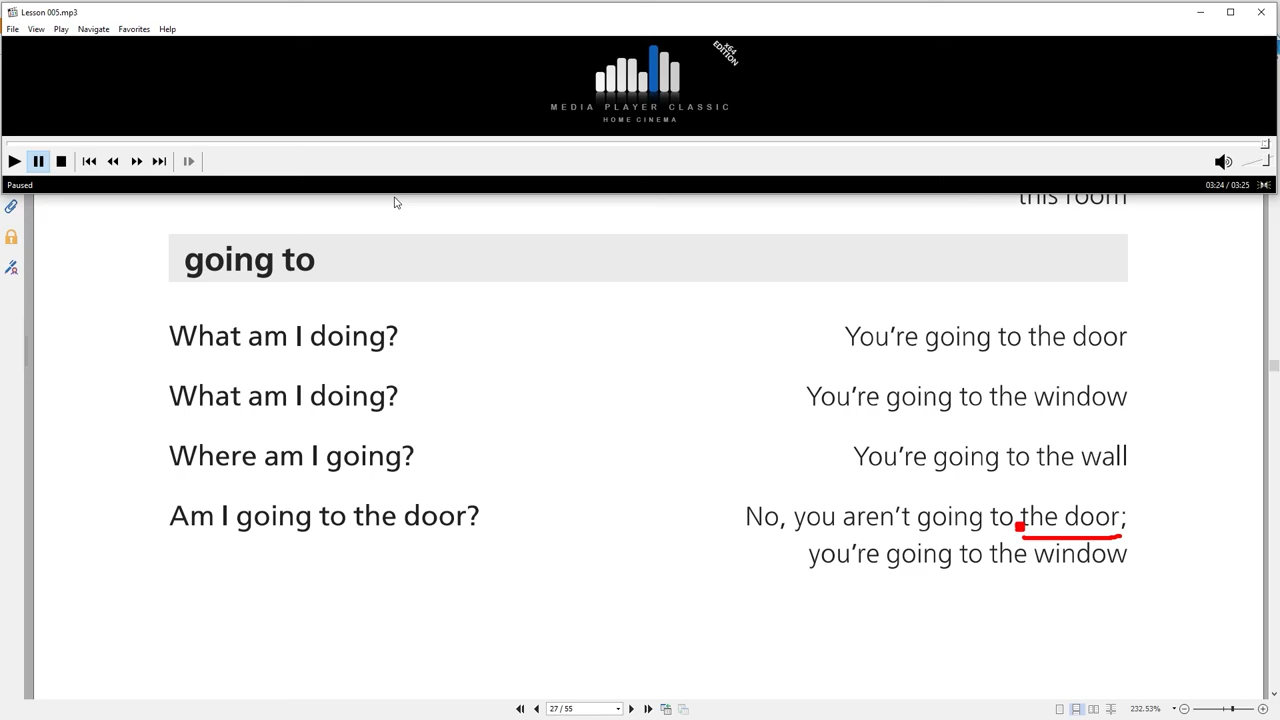 Lesson 005.mp3
File View Play Navigate Favorites Help
x64 EDITION
MEDIA PLAYER CLASSIC
HOME CINEMA
Paused
03:24 / 03:25
this room
going to
What am I doing?
You're going to the door
What am I doing?
You're going to the window
Where am I going?
You're going to the wall
Am I going to the door?
No, you aren't going to the door;
you're going to the window
27 / 55
232.53%